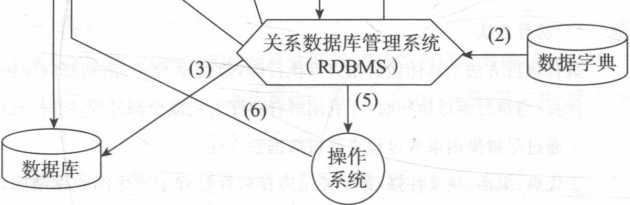 关系数据库管理系统
(RDBMS)
(2)
数据字典
(3)
(6)
(5)
数据库
操作
系统